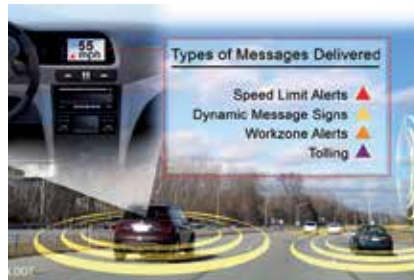 55
mph
Types of Messages Delivered
Speed Limit Alerts
Dynamic Message Signs
Workzone Alerts
Tolling